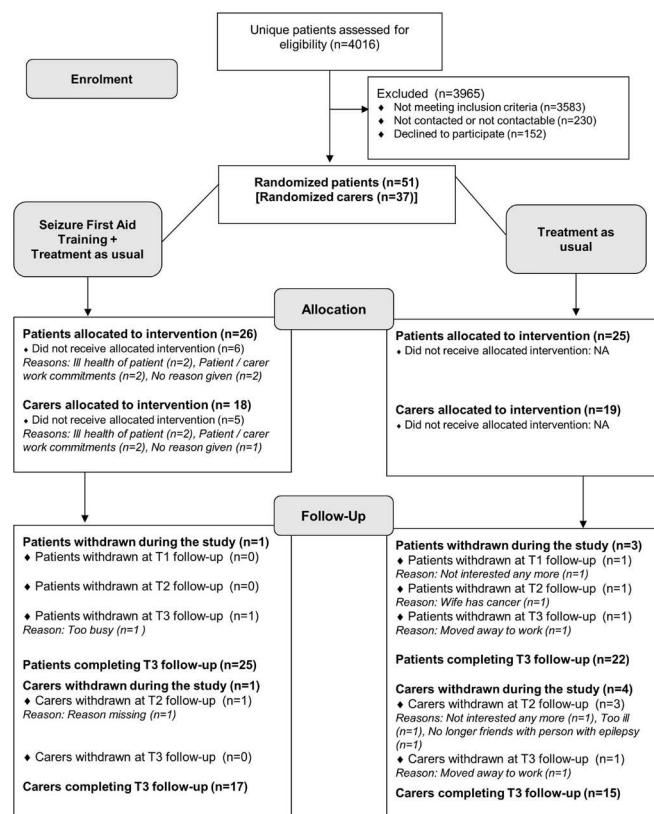 Unique patients assessed for
eligibility (n=4016)
Enrolment
Excluded (n=3965)
♦ Not meeting inclusion criteria (n=3583)
♦ Not contacted or not contactable (n=230)
♦ Declined to participate (n=152)
Randomized patients (n=51)
[Randomized carers (n=37)]
Seizure First Aid
Training +
Treatment as usual
Treatment as
usual
Allocation
Patients allocated to intervention (n=26)
♦ Did not receive allocated intervention (n=6)
Reasons: Ill health of patient (n=2), Patient / carer
work commitments (n=2), No reason given (n=2)
Carers allocated to intervention (n= 18)
♦ Did not receive allocated intervention (n=5)
Reasons: Ill health of patient (n=2), Patient / carer
work commitments (n=2), No reason given (n=1)
Patients allocated to intervention (n=25)
♦ Did not receive allocated intervention: NA
Carers allocated to intervention (n=19)
♦ Did not receive allocated intervention: NA
Follow-Up
Patients withdrawn during the study (n=1)
♦ Patients withdrawn at T1 follow-up (n=0)
♦ Patients withdrawn at T2 follow-up (n=0)
♦ Patients withdrawn at T3 follow-up (n=1)
Reason: Too busy (n=1 )
Patients completing T3 follow-up (n=25)
Carers withdrawn during the study (n=1)
♦ Carers withdrawn at T2 follow-up (n=1)
Reason: Reason missing (n=1)
♦ Carers withdrawn at T3 follow-up (n=0)
Carers completing T3 follow-up (n=17)
Patients withdrawn during the study (n=3)
♦ Patients withdrawn at T1 follow-up (n=1)
Reason: Not interested any more (n=1)
♦ Patients withdrawn at T2 follow-up (n=1)
Reason: Wife has cancer (n=1)
♦ Patients withdrawn at T3 follow-up (n=1)
Reason: Moved away to work (n=1)
Patients completing T3 follow-up (n=22)
Carers withdrawn during the study (n=4)
♦ Carers withdrawn at T2 follow-up (n=3)
Reasons: Not interested any more (n=1), Too ill
(n=1), No longer friends with person with epilepsy
(n=1)
♦ Carers withdrawn at T3 follow-up (n=1)
Reason: Moved away to work (n=1)
Carers completing T3 follow-up (n=15)